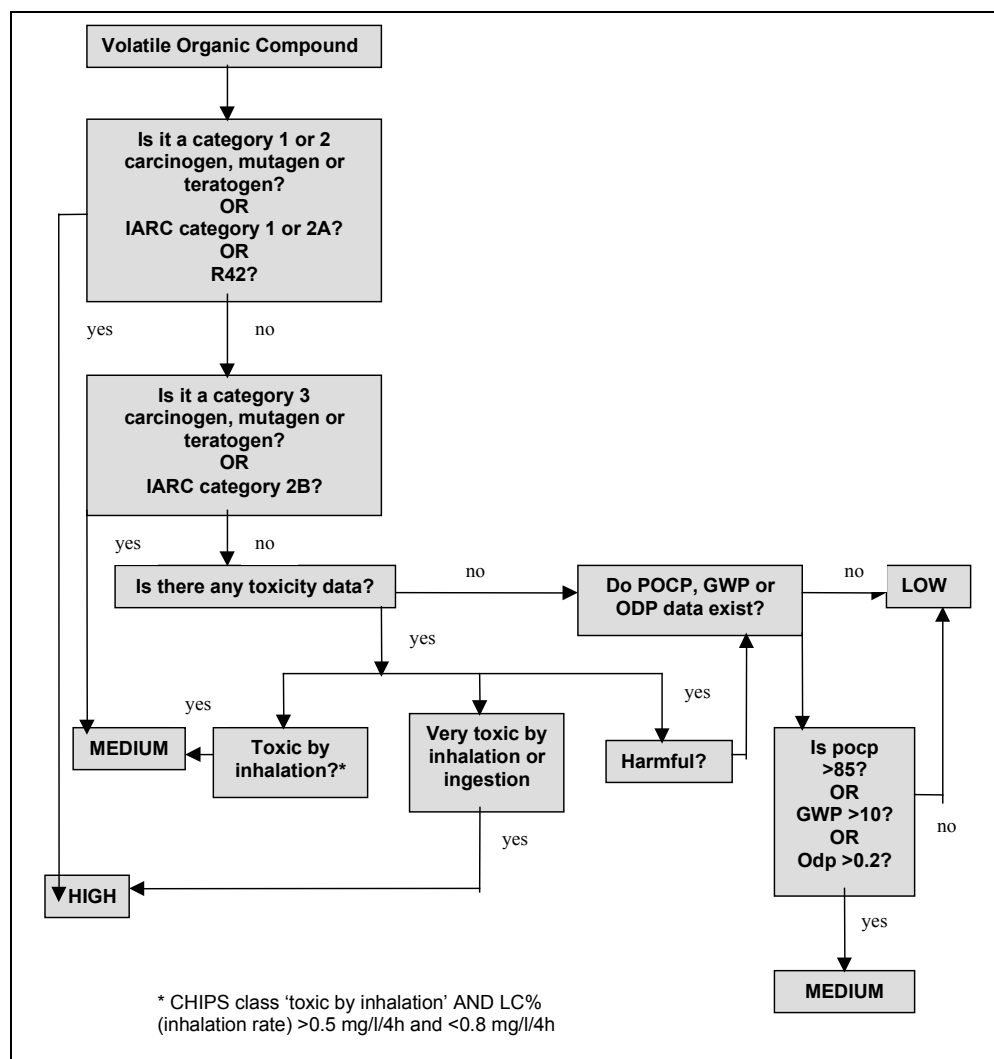 Volatile Organic Compound
Is it a category 1 or 2
carcinogen, mutagen or
teratogen?
OR
IARC category 1 or 2A?
OR
R42?
yes
no
Is it a category 3
carcinogen, mutagen or
teratogen?
OR
IARC category 2B?
yes
no
Is there any toxicity data?
no
Do POCP, GWP or
ODP data exist?
no
LOW
yes
yes
yes
MEDIUM
Toxic by
inhalation?*
Very toxic by
inhalation or
ingestion
Harmful?
Is pocp
>85?
OR
GWP >10?
OR
Odp >0.2?
no
yes
HIGH
yes
MEDIUM
* CHIPS class ‘toxic by inhalation’ AND LC%
(inhalation rate) >0.5 mg/l/4h and <0.8 mg/l/4h